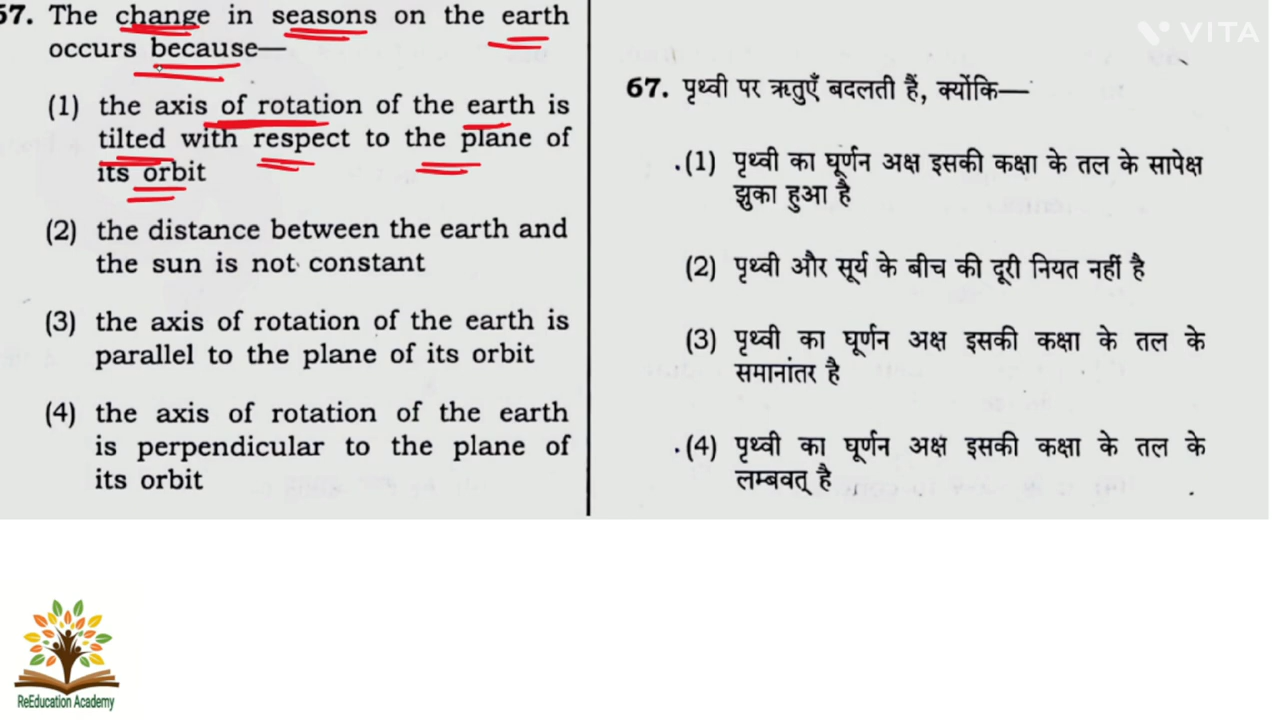 57. The change in seasons on the earth
occurs because—
(1) the axis of rotation of the earth is
tilted with respect to the plane of
its orbit
(2) the distance between the earth and
the sun is not constant
(3) the axis of rotation of the earth is
parallel to the plane of its orbit
(4) the axis of rotation of the earth
is perpendicular to the plane of
its orbit
VITA
67. पृथ्वी पर ऋतुएँ बदलती हैं, क्योंकि—
(1) पृथ्वी का घूर्णन अक्ष इसकी कक्षा के तल के सापेक्ष
झुका हुआ है
(2) पृथ्वी और सूर्य के बीच की दूरी नियत नहीं है
(3) पृथ्वी का घूर्णन अक्ष इसकी कक्षा के तल के
समानांतर है
(4) पृथ्वी का घूर्णन अक्ष इसकी कक्षा के तल के
लम्बवत् है
ReEducation Academy